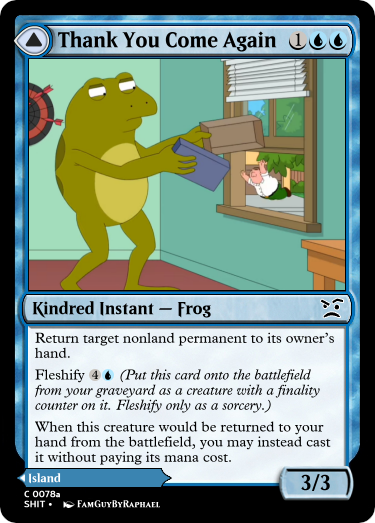 Thank You Come Again 1
Kindred Instant — Frog
Return target nonland permanent to its owner's
hand.
Fleshify 4 (Put this card onto the battlefield
from your graveyard as a creature with a finality
counter on it. Fleshify only as a sorcery.)
When this creature would be returned to your
hand from the battlefield, you may instead cast
it without paying its mana cost.
Island
3/3
C 0078a
SHIT • FamGuyByRaphael